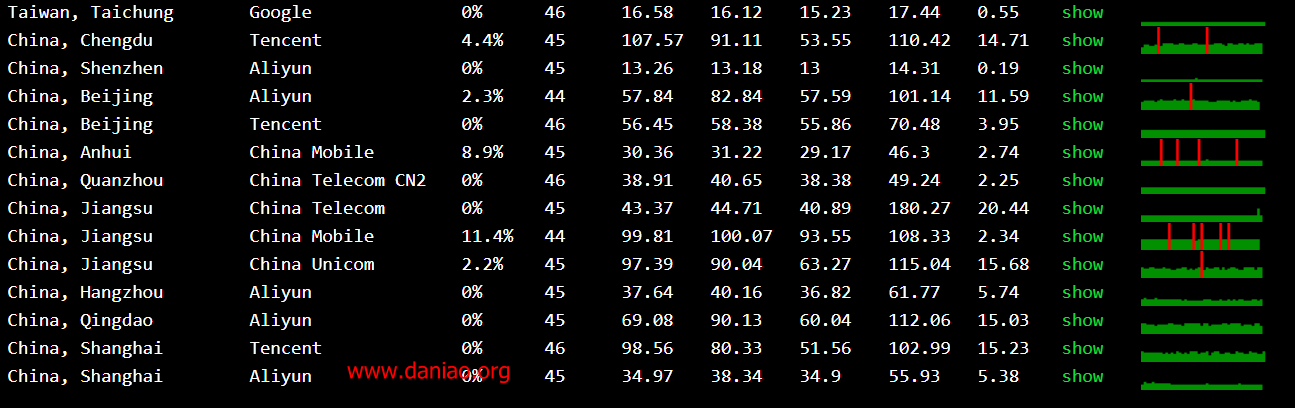 Taiwan, Taichung Google 0% 46 16.58 16.12 15.23 17.44 0.55 show
China, Chengdu Tencent 4.4% 45 107.57 91.11 53.55 110.42 14.71 show
China, Shenzhen Aliyun 0% 45 13.26 13.18 13 14.31 0.19 show
China, Beijing Aliyun 2.3% 44 57.84 82.84 57.59 101.14 11.59 show
China, Beijing Tencent 0% 46 56.45 58.38 55.86 70.48 3.95 show
China, Anhui China Mobile 8.9% 45 30.36 31.22 29.17 46.3 2.74 show
China, Quanzhou China Telecom CN2 0% 46 38.91 40.65 38.38 49.24 2.25 show
China, Jiangsu China Telecom 0% 45 43.37 44.71 40.89 180.27 20.44 show
China, Jiangsu China Mobile 11.4% 44 99.81 100.07 93.55 108.33 2.34 show
China, Jiangsu China Unicom 2.2% 45 97.39 90.04 63.27 115.04 15.68 show
China, Hangzhou Aliyun 0% 45 37.64 40.16 36.82 61.77 5.74 show
China, Qingdao Aliyun 0% 45 69.08 90.13 60.04 112.06 15.03 show
China, Shanghai Tencent 0% 46 98.56 80.33 51.56 102.99 15.23 show
China, Shanghai Aliyun 0% 45 34.97 38.34 34.9 55.93 5.38 show
www.daniao.org